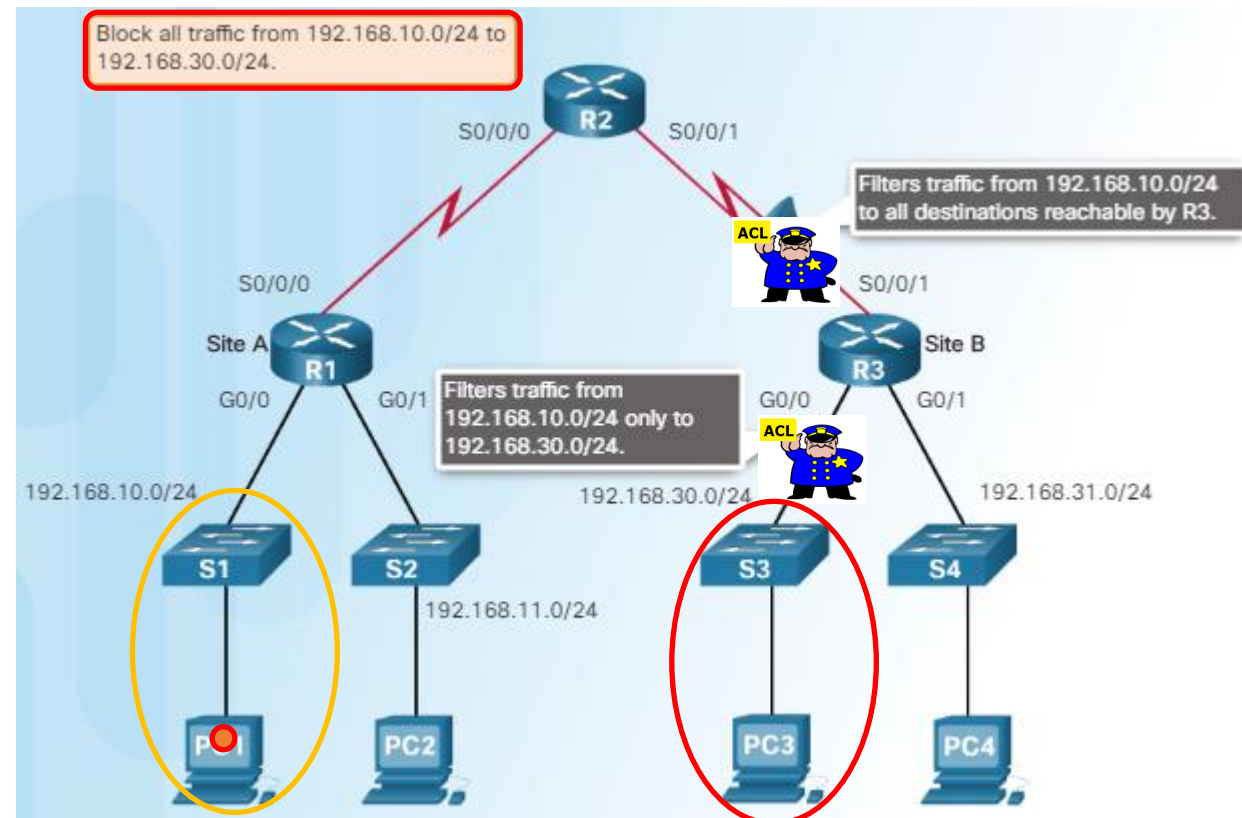 Block all traffic from 192.168.10.0/24 to
192.168.30.0/24.
R2
S0/0/0
S0/0/1
Filters traffic from 192.168.10.0/24
to all destinations reachable by R3.
ACL
S0/0/0
S0/0/1
Site A
R1
Site B
R3
G0/0
G0/1
Filters traffic from
192.168.10.0/24 only to
192.168.30.0/24.
G0/0
G0/1
ACL
192.168.10.0/24
192.168.30.0/24
192.168.31.0/24
S1
S2
S3
S4
192.168.11.0/24
PC1
PC2
PC3
PC4